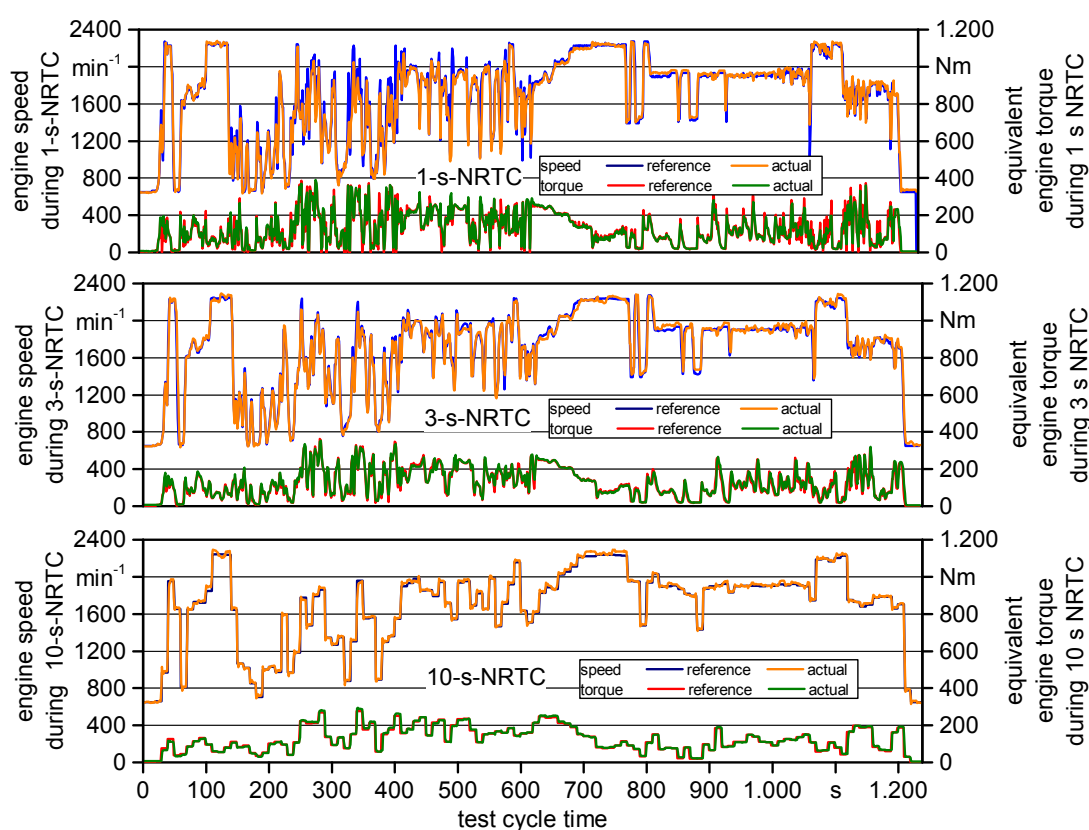 2400
min-1
1600
1200
800
400
0
engine speed
during 1-s-NRTC
1.200
Nm
800
600
400
200
0
equivalent
engine torque
during 1 s NRTC
1-s-NRTC
speed reference actual
torque reference actual
2400
min-1
1600
1200
800
400
0
engine speed
during 3-s-NRTC
1.200
Nm
800
600
400
200
0
equivalent
engine torque
during 3 s NRTC
3-s-NRTC
speed reference actual
torque reference actual
2400
min-1
1600
1200
800
400
0
engine speed
during 10-s-NRTC
1.200
Nm
800
600
400
200
0
equivalent
engine torque
during 10 s NRTC
10-s-NRTC
speed reference actual
torque reference actual
0 100 200 300 400 500 600 700 800 900 1.000 s 1.200
test cycle time